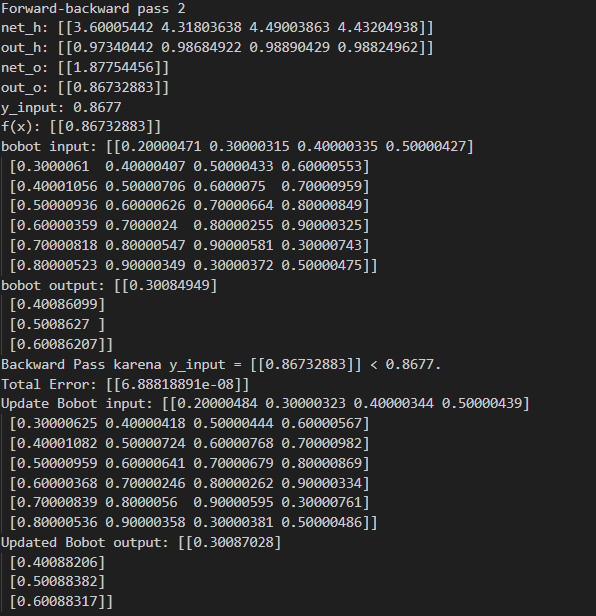 Forward-backward pass 2
net_h: [[3.60005442 4.31803638 4.49003863 4.43204938]]
out_h: [[0.97340442 0.98684922 0.98890429 0.98824962]]
net_o: [[1.87754456]]
out_o: [[0.86732883]]
y_input: 0.8677
f(x): [[0.86732883]]
bobot input: [[0.20000471 0.30000315 0.40000335 0.50000427]
[0.3000061  0.40000407 0.50000433 0.60000553]
[0.40001056 0.50000706 0.6000075  0.70000959]
[0.50000936 0.60000626 0.70000664 0.80000849]
[0.60000359 0.7000024  0.80000255 0.90000325]
[0.70000818 0.80000547 0.90000581 0.30000743]
[0.80000523 0.90000349 0.30000372 0.50000475]]
bobot output: [[0.30084949]
[0.40086099]
[0.5008627 ]
[0.60086207]]
Backward Pass karena y_input = [[0.86732883]] < 0.8677.
Total Error: [[6.88818891e-08]]
Update Bobot input: [[0.20000484 0.30000323 0.40000344 0.50000439]
[0.30000625 0.40000418 0.50000444 0.60000567]
[0.40001082 0.50000724 0.60000768 0.70000982]
[0.50000959 0.60000641 0.70000679 0.80000869]
[0.60000368 0.70000246 0.80000262 0.90000334]
[0.70000839 0.8000056  0.90000595 0.30000761]
[0.80000536 0.90000358 0.30000381 0.50000486]]
Updated Bobot output: [[0.30087028]
[0.40088206]
[0.50088382]
[0.60088317]]